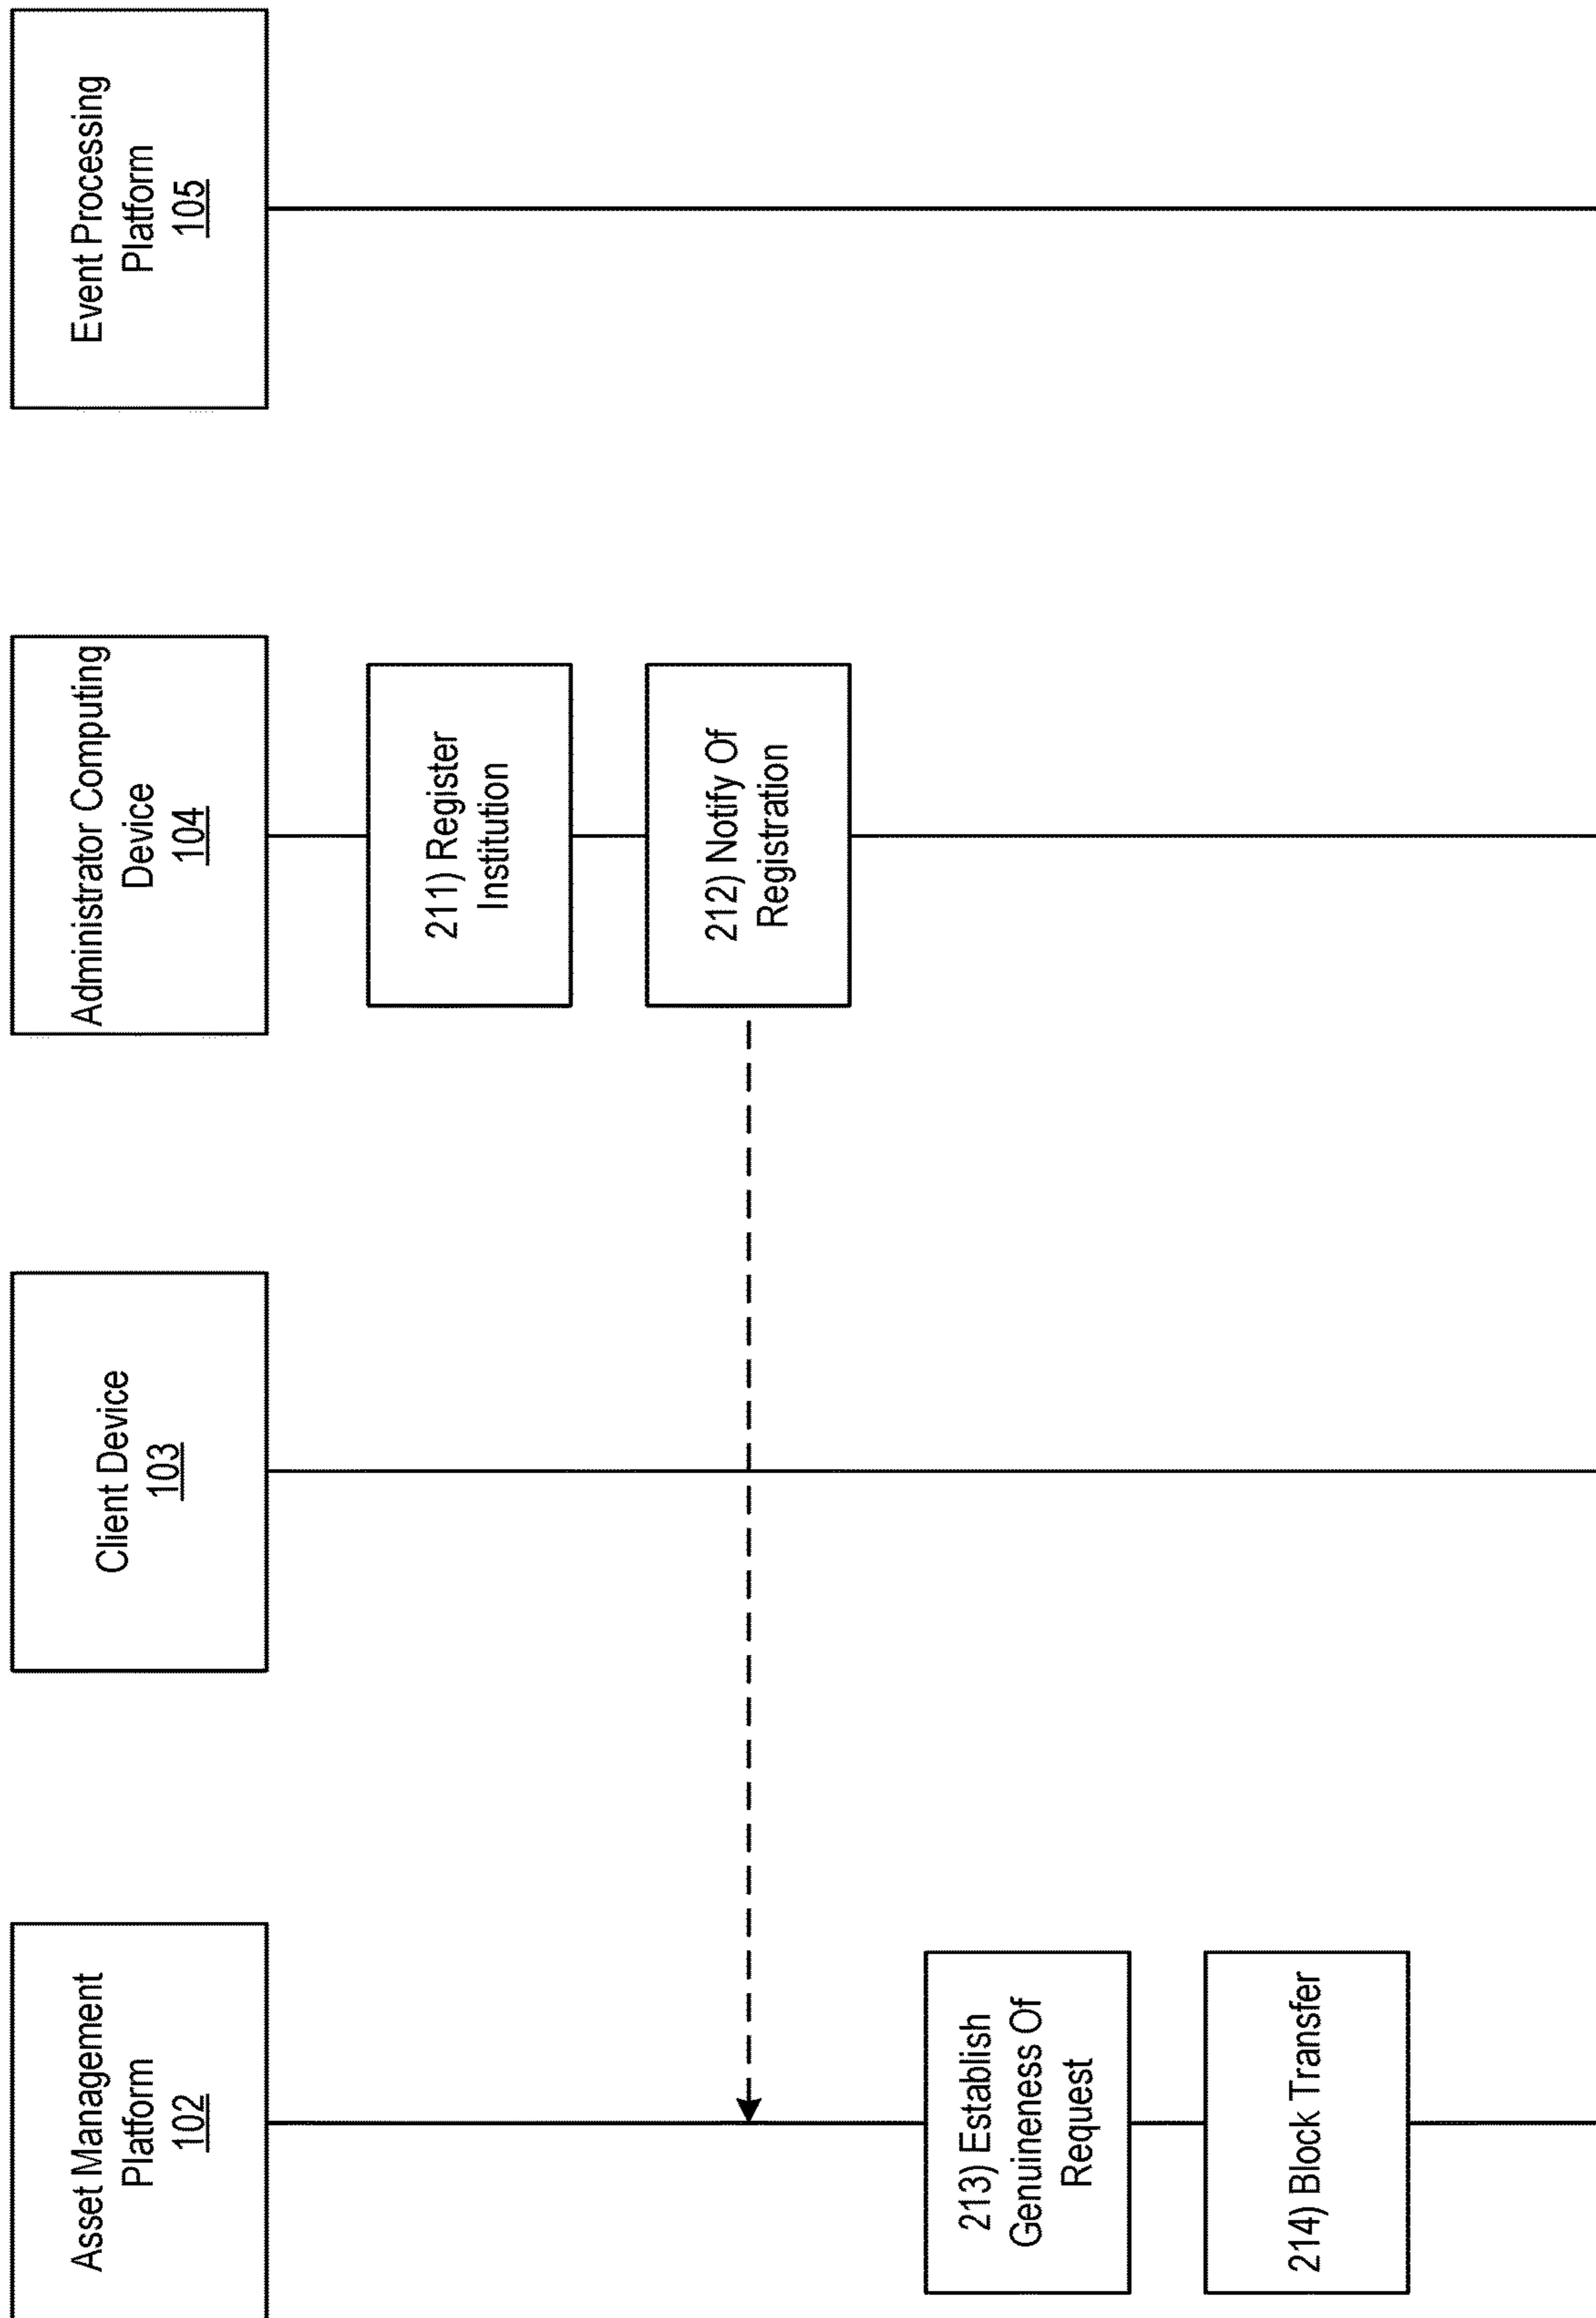 Asset Management
Platform
102
Client Device
103
Administrator Computing
Device
104
Event Processing
Platform
105
211) Register
Institution
212) Notify Of
Registration
213) Establish
Genuineness Of
Request
214) Block Transfer